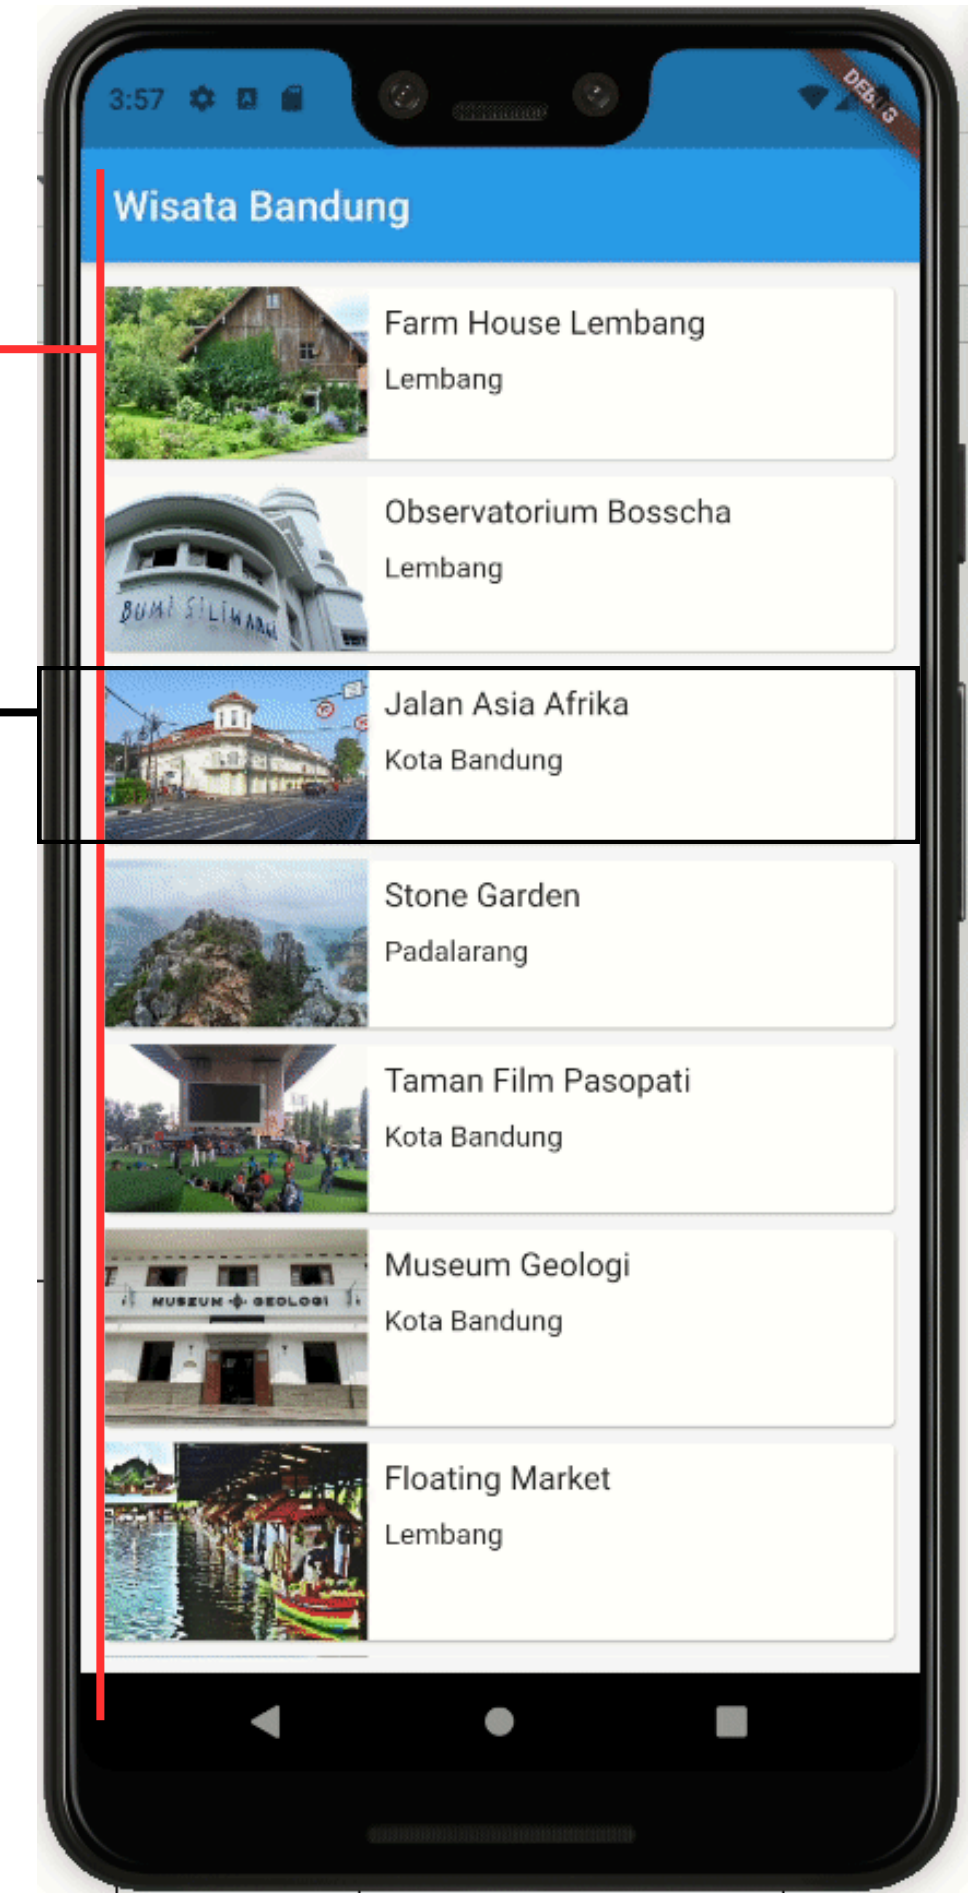 3:57
DEBUG
Wisata Bandung
Farm House Lembang
Lembang
Observatorium Bosscha
Lembang
BUMI SILIWANGI
Jalan Asia Afrika
Kota Bandung
Stone Garden
Padalarang
Taman Film Pasopati
Kota Bandung
Museum Geologi
Kota Bandung
MUSEUM GEOLOGI
Floating Market
Lembang